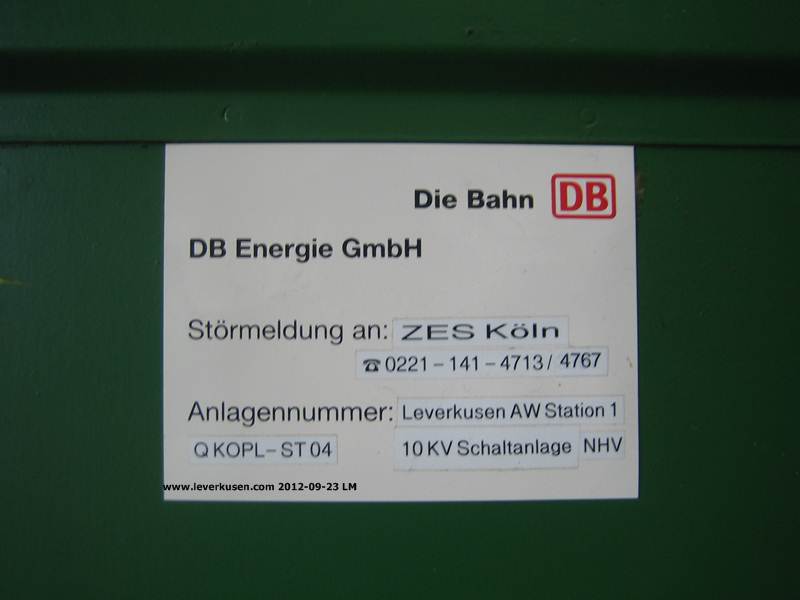 Die Bahn DB
DB Energie GmbH
Störmeldung an: ZES Köln
☎ 0221-141-4713/ 4767
Anlagennummer: Leverkusen AW Station 1
Q KOPL-ST 04 10 KV Schaltanlage NHV
www.leverkusen.com 2012-09-23 LM